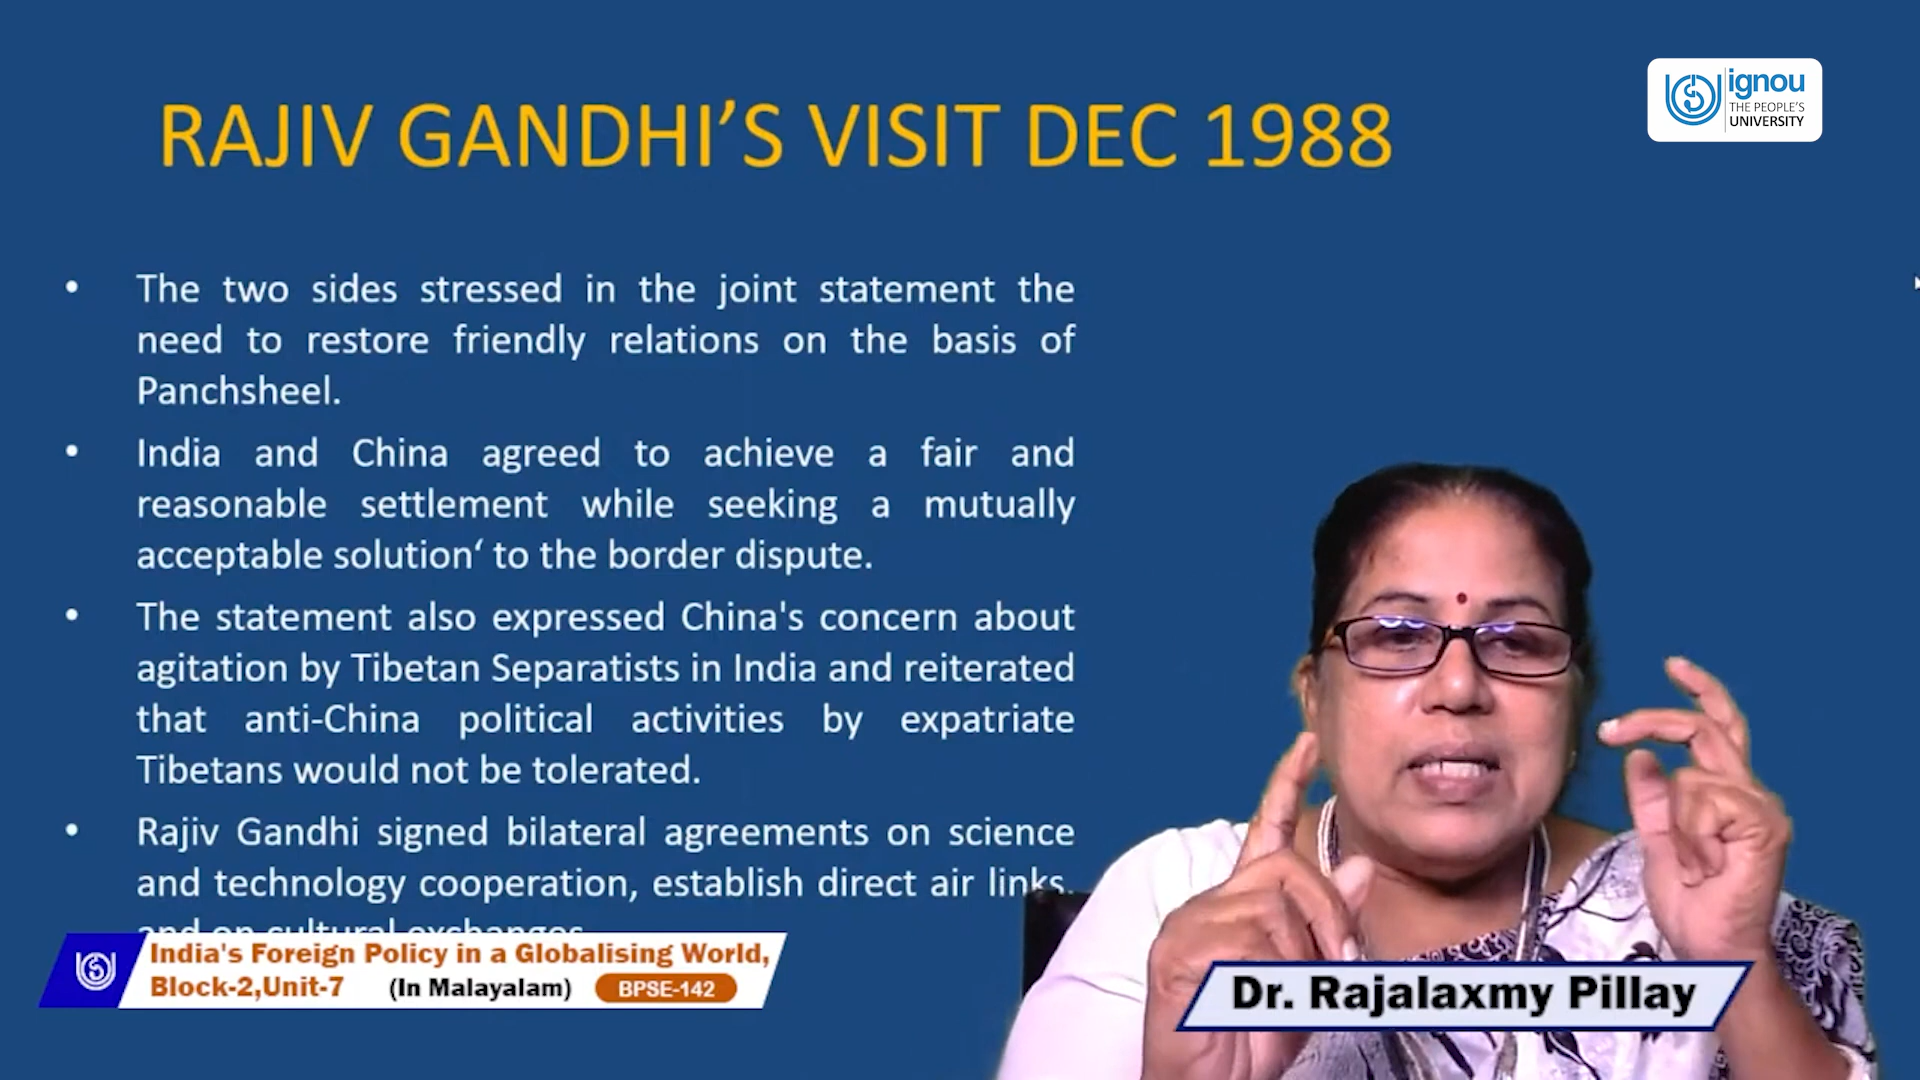 RAJIV GANDHI’S VISIT DEC 1988
ignou
THE PEOPLE'S
UNIVERSITY
• The two sides stressed in the joint statement the
need to restore friendly relations on the basis of
Panchsheel.
• India and China agreed to achieve a fair and
reasonable settlement while seeking a mutually
acceptable solution‘ to the border dispute.
• The statement also expressed China's concern about
agitation by Tibetan Separatists in India and reiterated
that anti-China political activities by expatriate
Tibetans would not be tolerated.
• Rajiv Gandhi signed bilateral agreements on science
and technology cooperation, establish direct air links,
and on cultural exchanges
India's Foreign Policy in a Globalising World,
Block-2,Unit-7 (In Malayalam) BPSE-142
Dr. Rajalaxmy Pillay